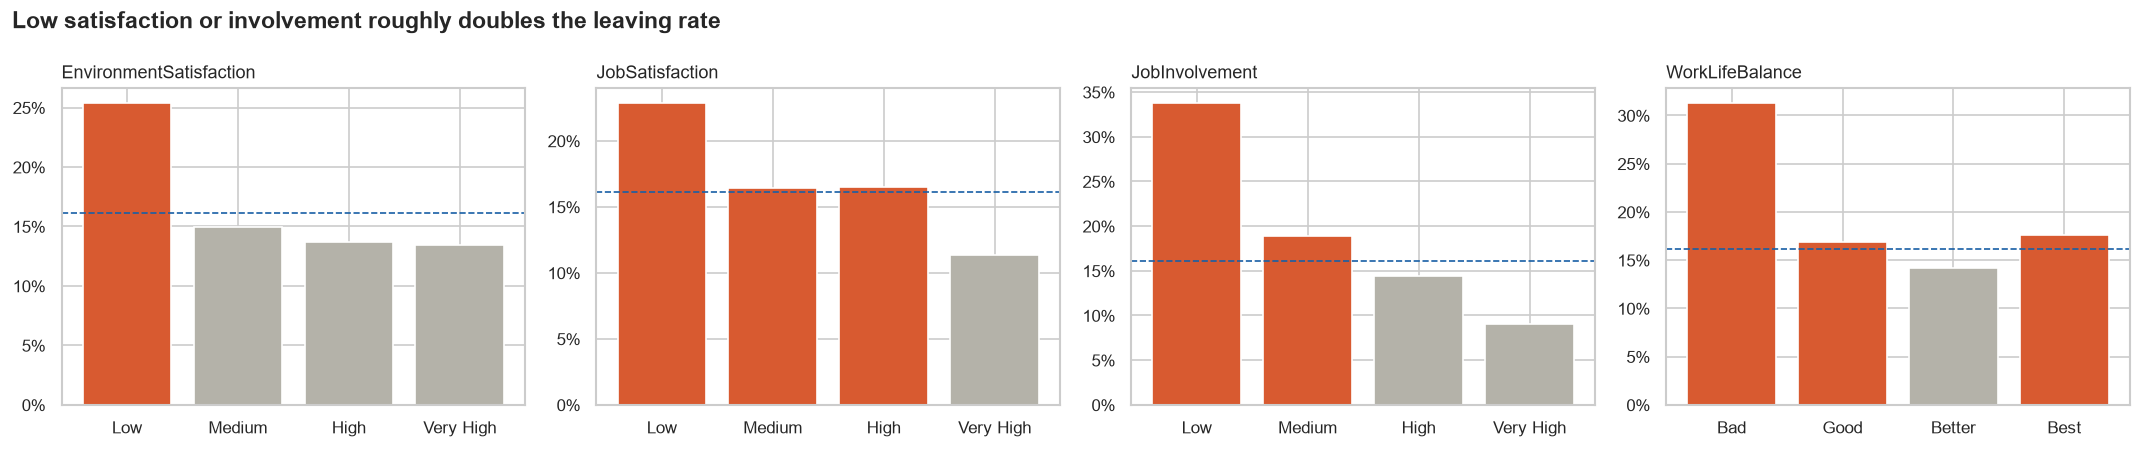 Low satisfaction or involvement roughly doubles the leaving rate
EnvironmentSatisfaction
25%
20%
15%
10%
5%
0%
Low Medium High Very High
JobSatisfaction
20%
15%
10%
5%
0%
Low Medium High Very High
JobInvolvement
35%
30%
25%
20%
15%
10%
5%
0%
Low Medium High Very High
WorkLifeBalance
30%
25%
20%
15%
10%
5%
0%
Bad Good Better Best